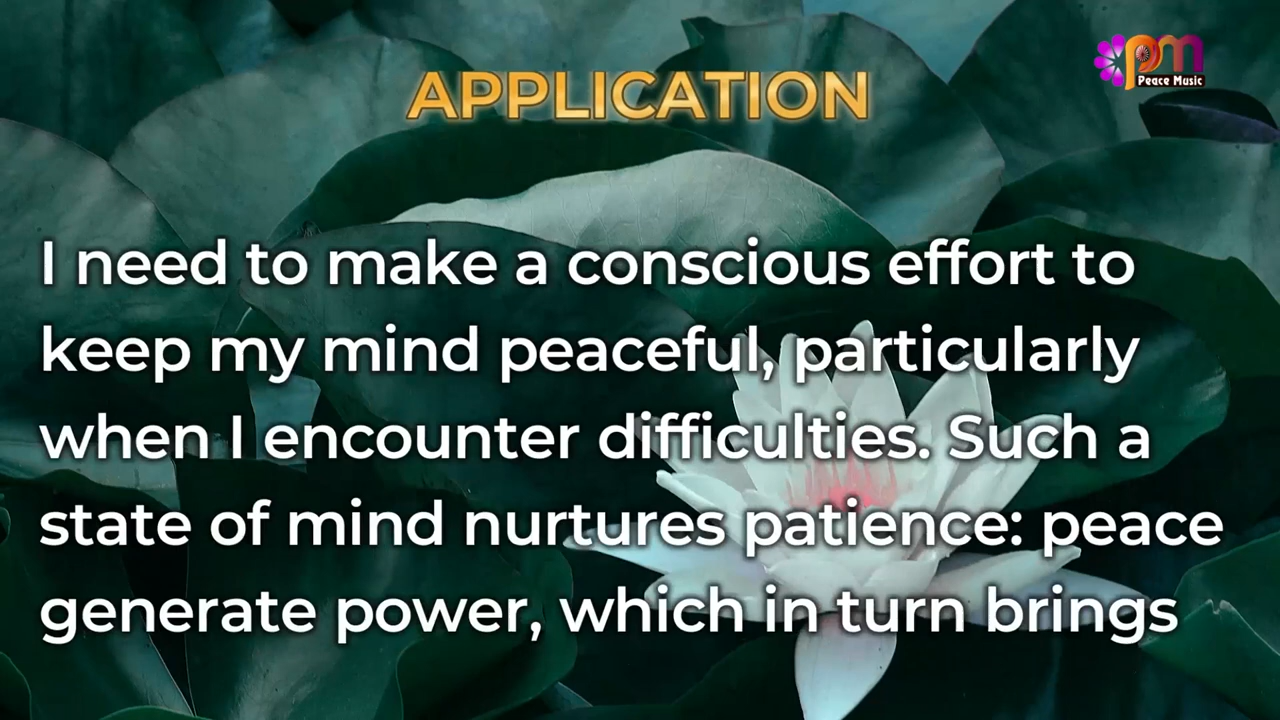 pm
Peace Music
APPLICATION
I need to make a conscious effort to
keep my mind peaceful, particularly
when I encounter difficulties. Such a
state of mind nurtures patience: peace
generate power, which in turn brings